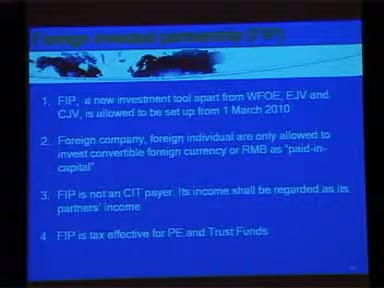 Foreign invested partnership (FIP)
1. FIP, a new investment tool apart from WFOE, EJV and
CJV, is allowed to be set up from 1 March 2010
2. Foreign company, foreign individual are only allowed to
invest convertible foreign currency or RMB as "paid-in-
capital"
3. FIP is not an CIT payer. Its income shall be regarded as its
partners' income
4 FIP is tax effective for PE and Trust Funds